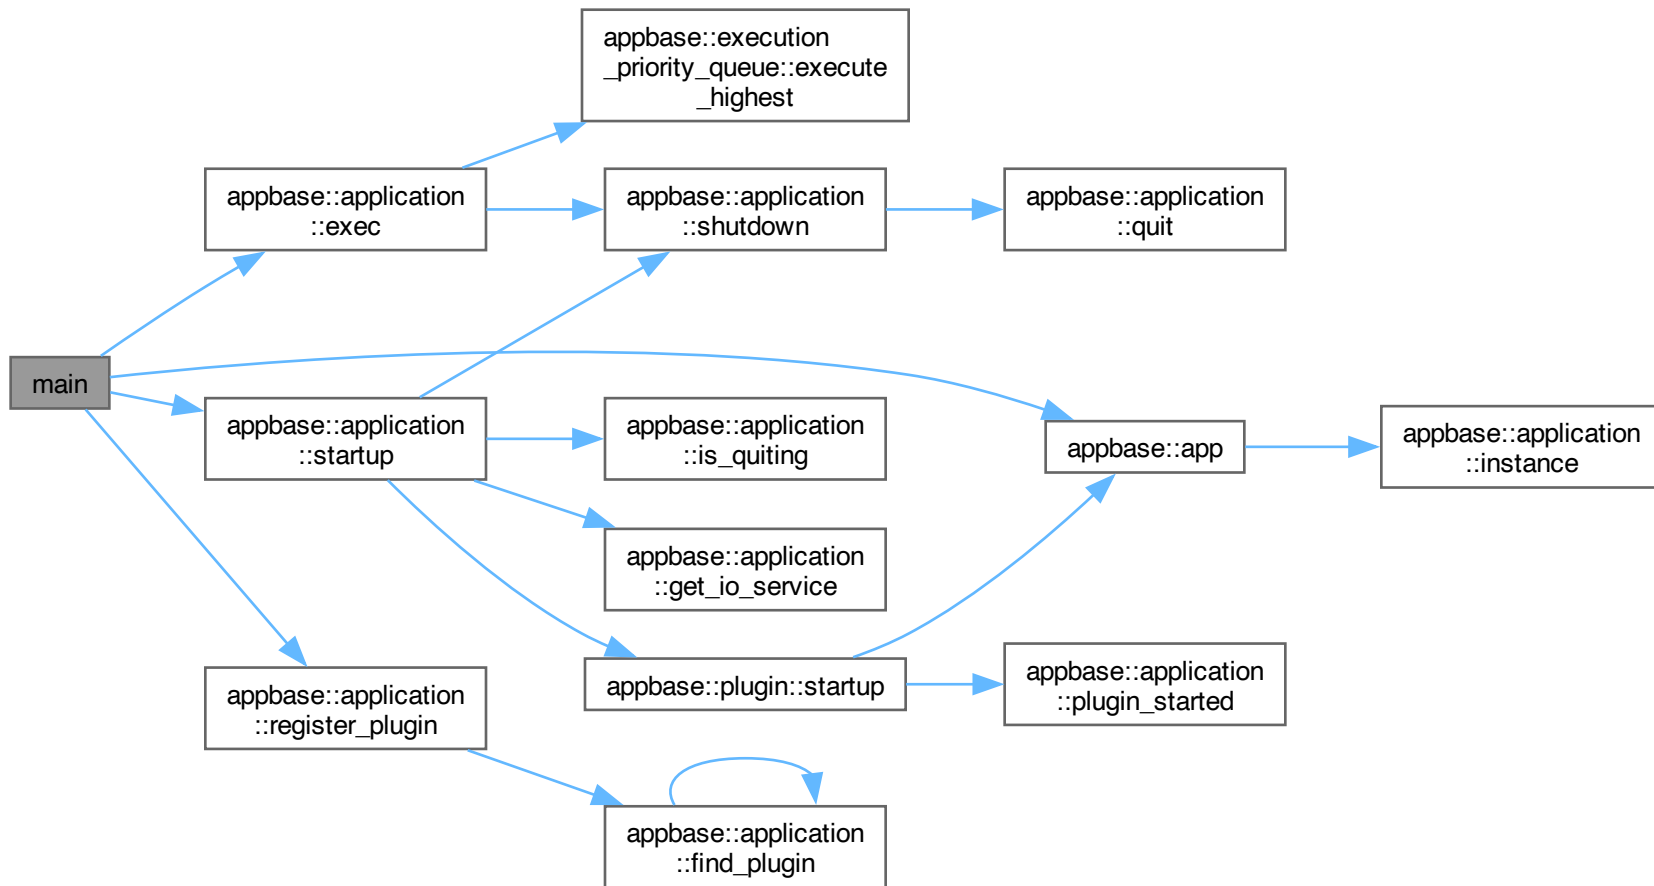 appbase::execution
_priority_queue::execute
_highest
appbase::application
::exec
appbase::application
::shutdown
appbase::application
::quit
main
appbase::application
::startup
appbase::application
::is_quiting
appbase::app
appbase::application
::instance
appbase::application
::get_io_service
appbase::plugin::startup
appbase::application
::plugin_started
appbase::application
::register_plugin
appbase::application
::find_plugin